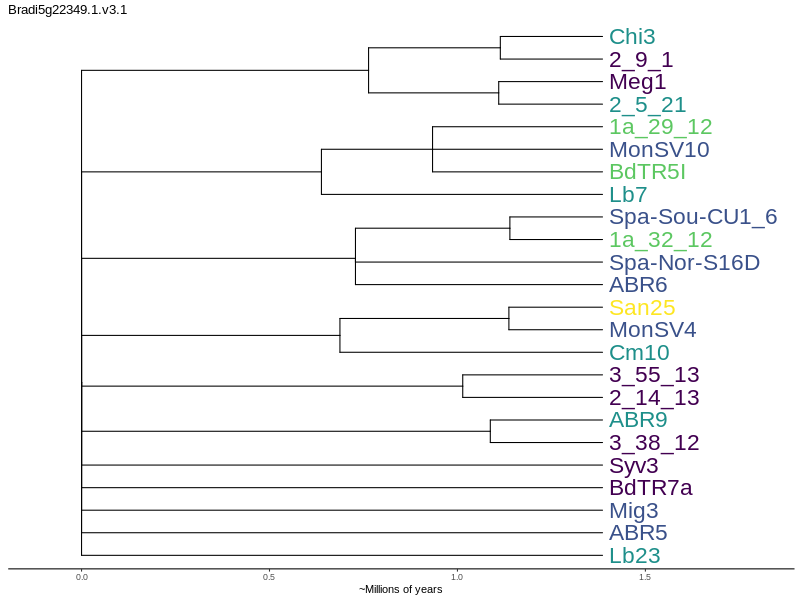 Bradi5g22349.1.v3.1
Chi3
2_9_1
Meg1
2_5_21
1a_29_12
MonSV10
BdTR5I
Lb7
Spa-Sou-CU1_6
1a_32_12
Spa-Nor-S16D
ABR6
San25
MonSV4
Cm10
3_55_13
2_14_13
ABR9
3_38_12
Syv3
BdTR7a
Mig3
ABR5
Lb23
0.0 0.5 1.0 1.5
~Millions of years